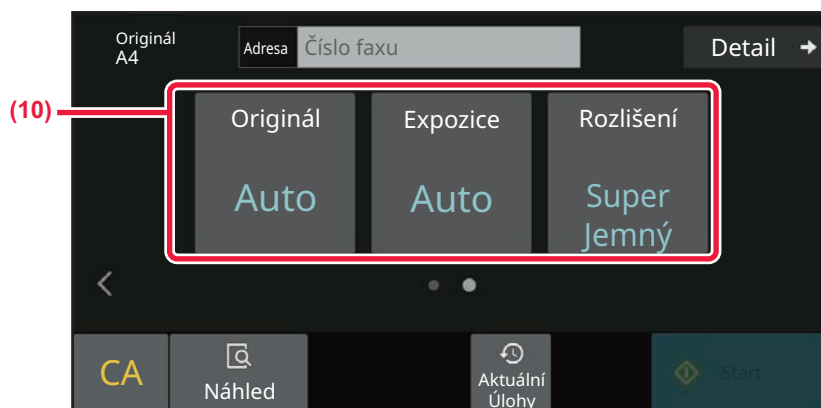 Originál
A4
Adresa
Číslo faxu
Detail
(10)
Originál
Expozice
Rozlišení
Auto
Auto
Super
Jemný
CA
Náhled
Aktuální
Úlohy
Start